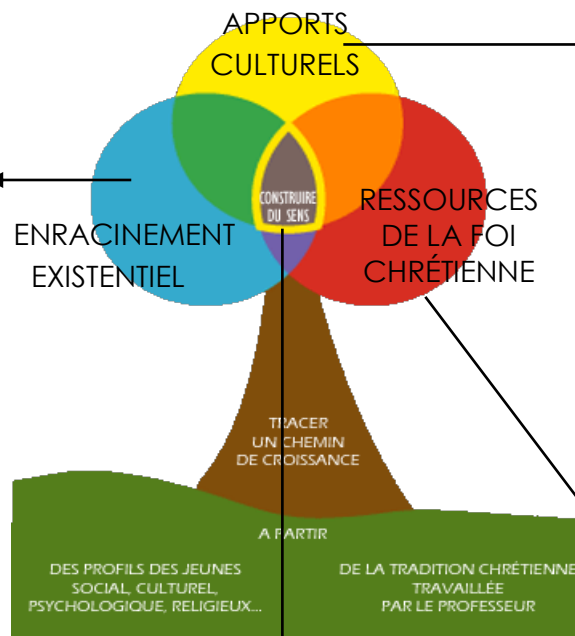 APPORTS
CULTURELS
CONSTRUIRE
DU SENS
ENRACINEMENT
EXISTENTIEL
RESSOURCES
DE LA FOI
CHRÉTIENNE
TRACER
UN CHEMIN
DE CROISSANCE
A PARTIR
DES PROFILS DES JEUNES
SOCIAL, CULTUREL,
PSYCHOLOGIQUE, RELIGIEUX...
DE LA TRADITION CHRÉTIENNE
TRAVAILLÉE
PAR LE PROFESSEUR